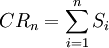 $CR_n = \sum_{i=1}^{n} S_i$